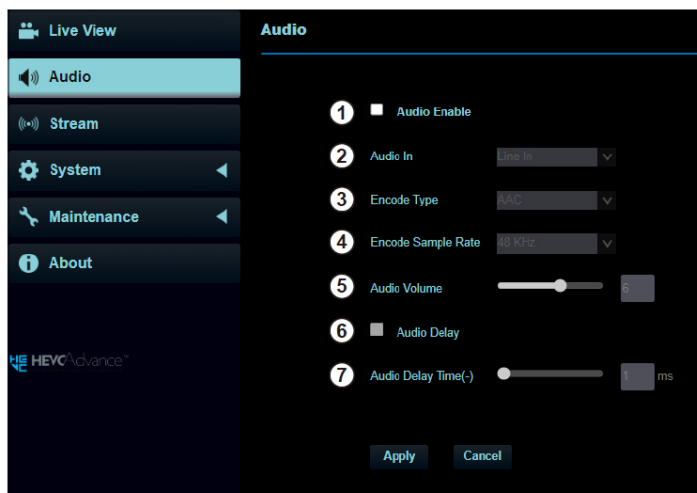 Live View
Audio
Stream
System
Maintenance
About
HEVC Advance™
Audio
1 Audio Enable
2 Audio In Line In
3 Encode Type AAC
4 Encode Sample Rate 48 KHz
5 Audio Volume 6
6 Audio Delay
7 Audio Delay Time(-) 1 ms
Apply Cancel